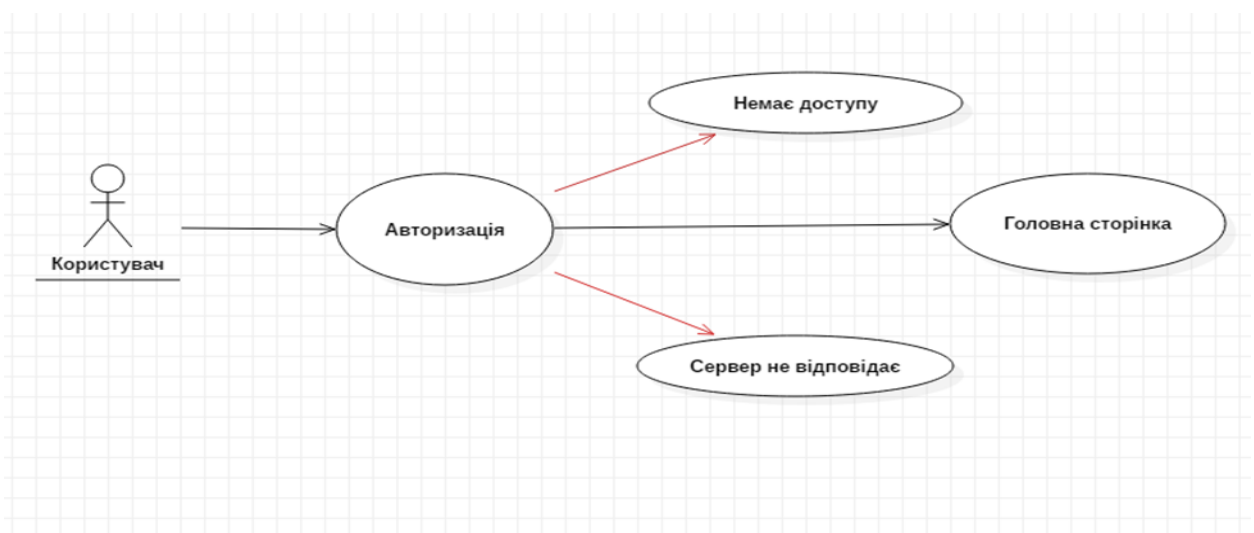 Немає доступу
Користувач
Авторизація
Головна сторінка
Сервер не відповідає